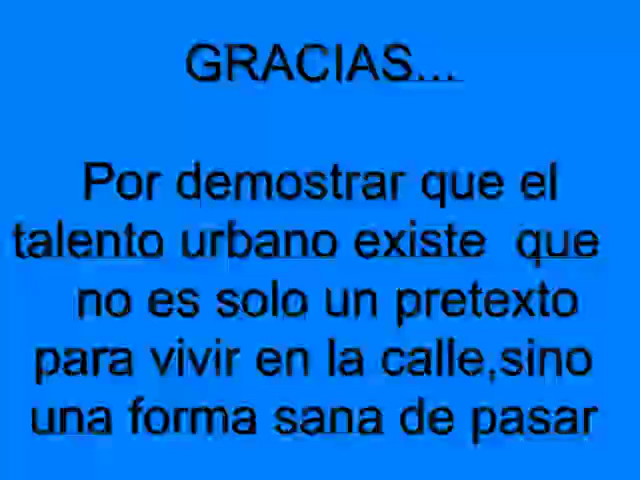 GRACIAS...
Por demostrar que el
talento urbano existe que
no es solo un pretexto
para vivir en la calle,sino
una forma sana de pasar